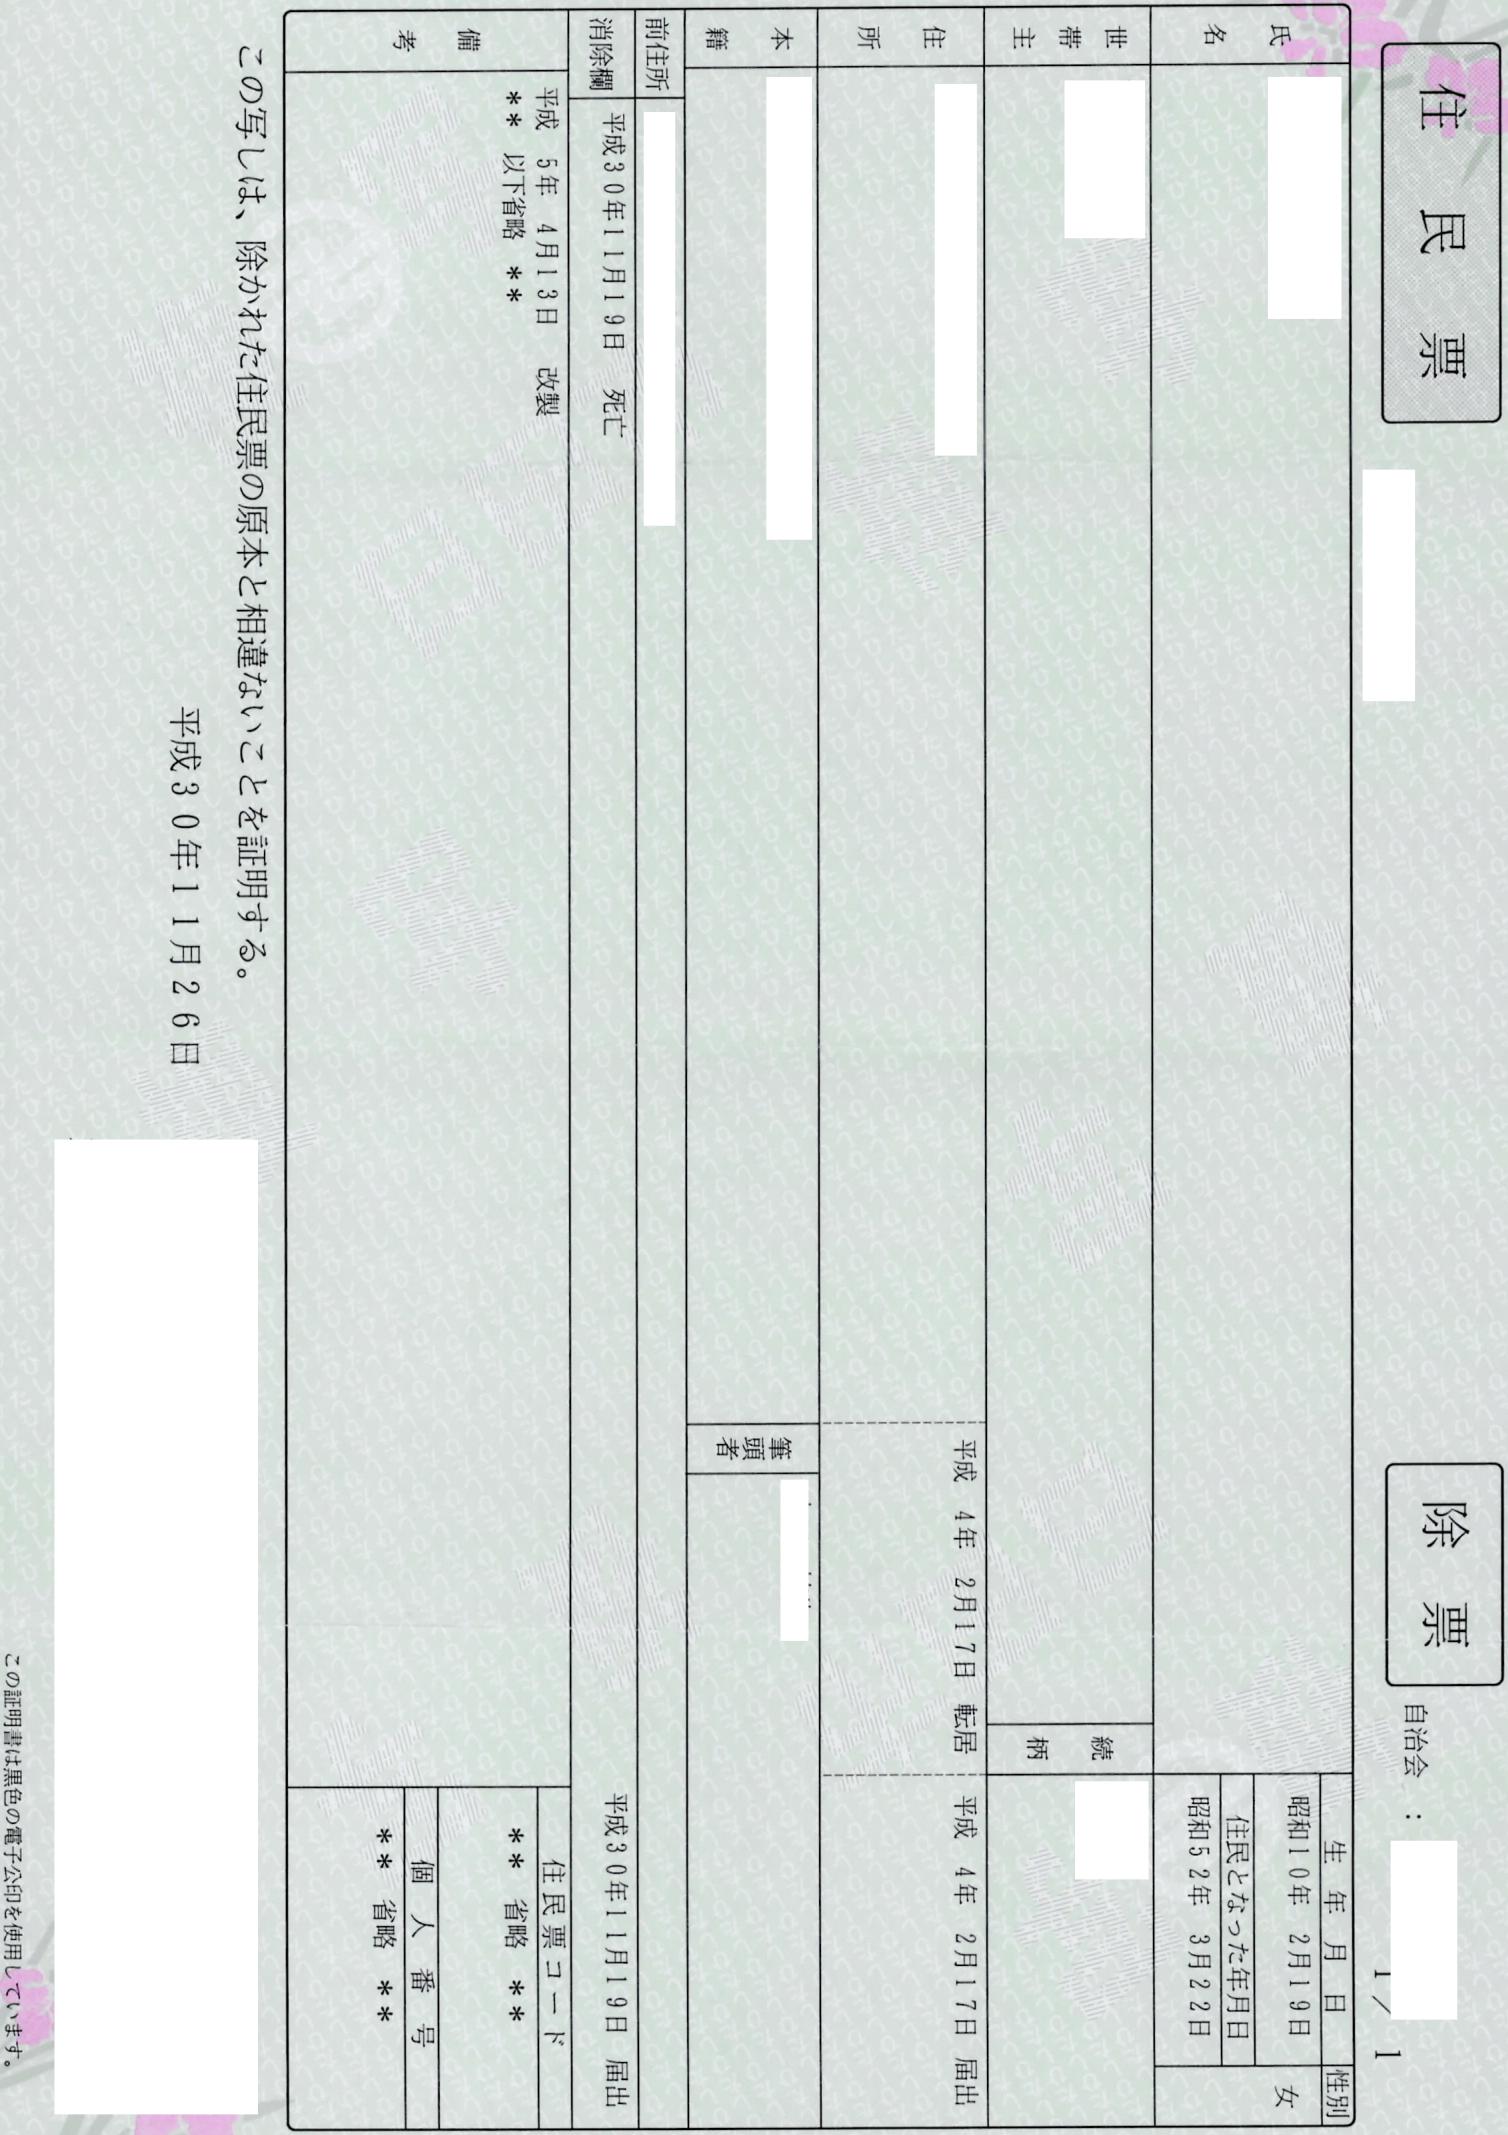 住民票
除票
自治会 :
1/1
氏名
生年月日
性別
昭和10年 2月19日
女
住民となった年月日
昭和52年 3月22日
世帯主
続柄
住所
平成 4年 2月17日 転居
平成 4年 2月17日 届出
本籍
筆頭者
前住所
消除欄
平成30年11月19日 死亡
平成30年11月19日 届出
備考
平成 5年 4月13日 改製
** 以下省略 **
住民票コード
** 省略 **
個人番号
** 省略 **
この写しは、除かれた住民票の原本と相違ないことを証明する。
平成30年11月26日
この証明書は黒色の電子公印を使用しています。